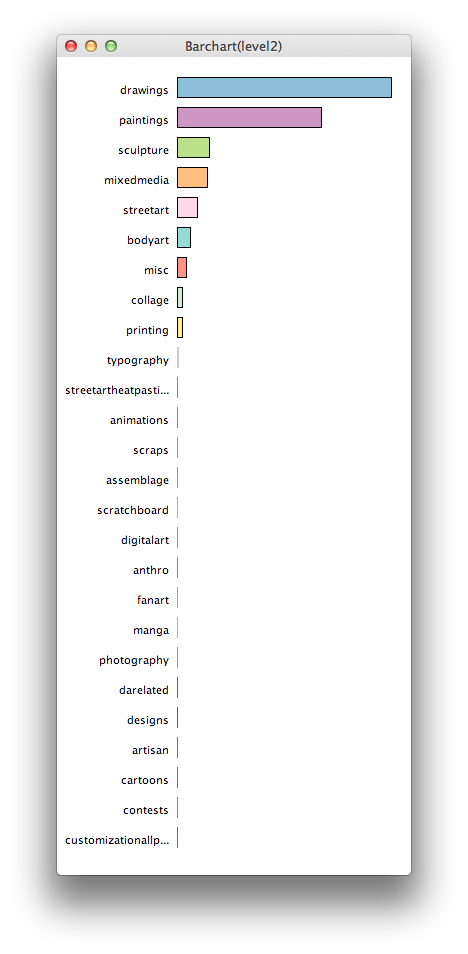 Barchart(level2)
drawings
paintings
sculpture
mixedmedia
streetart
bodyart
misc
collage
printing
typography
streetartheatpasti...
animations
scraps
assemblage
scratchboard
digitalart
anthro
fanart
manga
photography
darelated
designs
artisan
cartoons
contests
customizationallp...